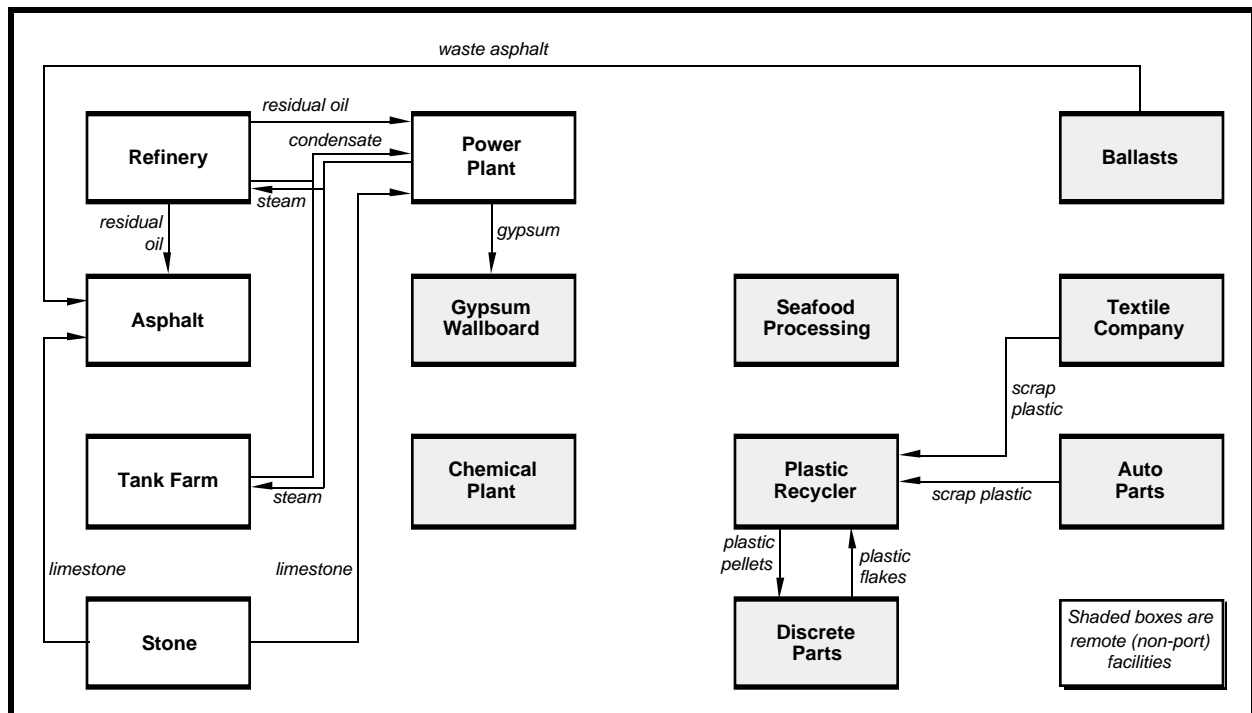 waste asphalt
residual oil
condensate
Refinery
Power
Plant
Ballasts
steam
residual
oil
gypsum
Asphalt
Gypsum
Wallboard
Seafood
Processing
Textile
Company
scrap
plastic
Tank Farm
Chemical
Plant
Plastic
Recycler
Auto
Parts
steam
scrap plastic
plastic
pellets
plastic
flakes
limestone
limestone
Stone
Discrete
Parts
Shaded boxes are
remote (non-port)
facilities